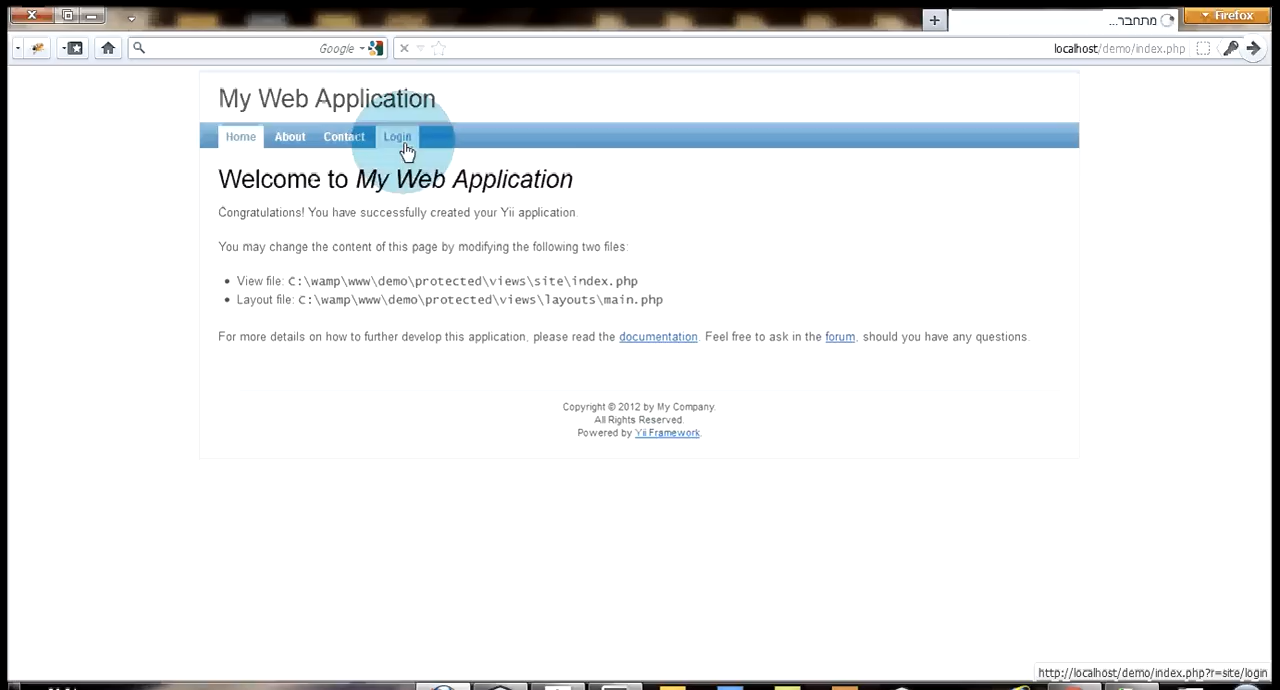 Firefox
מתחבר...
Google
localhost/demo/index.php
My Web Application
Home About Contact Login
Welcome to My Web Application
Congratulations! You have successfully created your Yii application.
You may change the content of this page by modifying the following two files:
View file: C:\wamp\www\demo\protected\views\site\index.php
Layout file: C:\wamp\www\demo\protected\views\layouts\main.php
For more details on how to further develop this application, please read the documentation. Feel free to ask in the forum, should you have any questions.
Copyright © 2012 by My Company.
All Rights Reserved.
Powered by Yii Framework.
http://localhost/demo/index.php?r=site/login